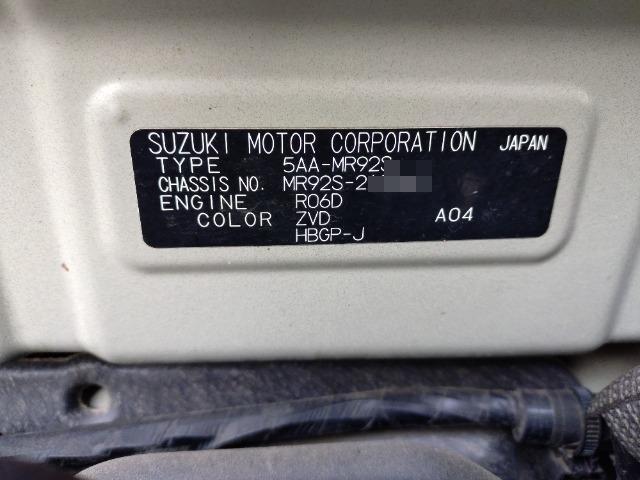 SUZUKI MOTOR CORPORATION JAPAN
TYPE 5AA-MR92S
CHASSIS NO. MR92S-2
ENGINE R06D
COLOR ZVD A04
HBGP-J